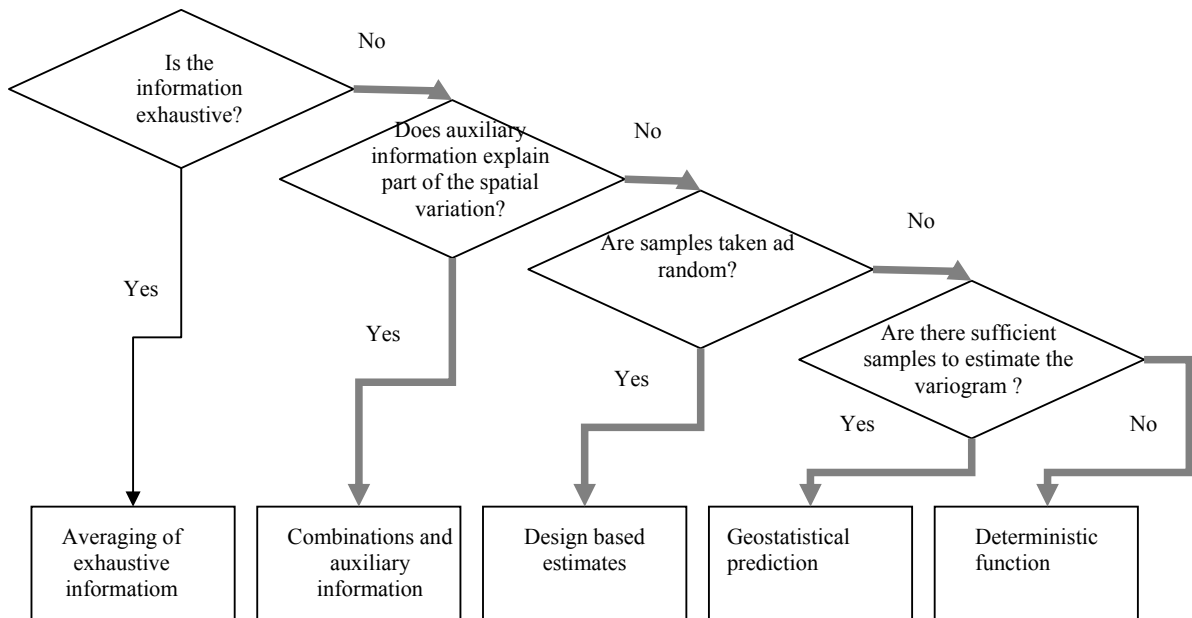 Is the
information
exhaustive?
No
Does auxiliary
information explain
part of the spatial
variation?
No
Are samples taken ad
random?
No
Are there sufficient
samples to estimate the
variogram ?
Yes
Yes
Yes
Yes
No
Averaging of
exhaustive
informatiom
Combinations and
auxiliary
information
Design based
estimates
Geostatistical
prediction
Deterministic
function